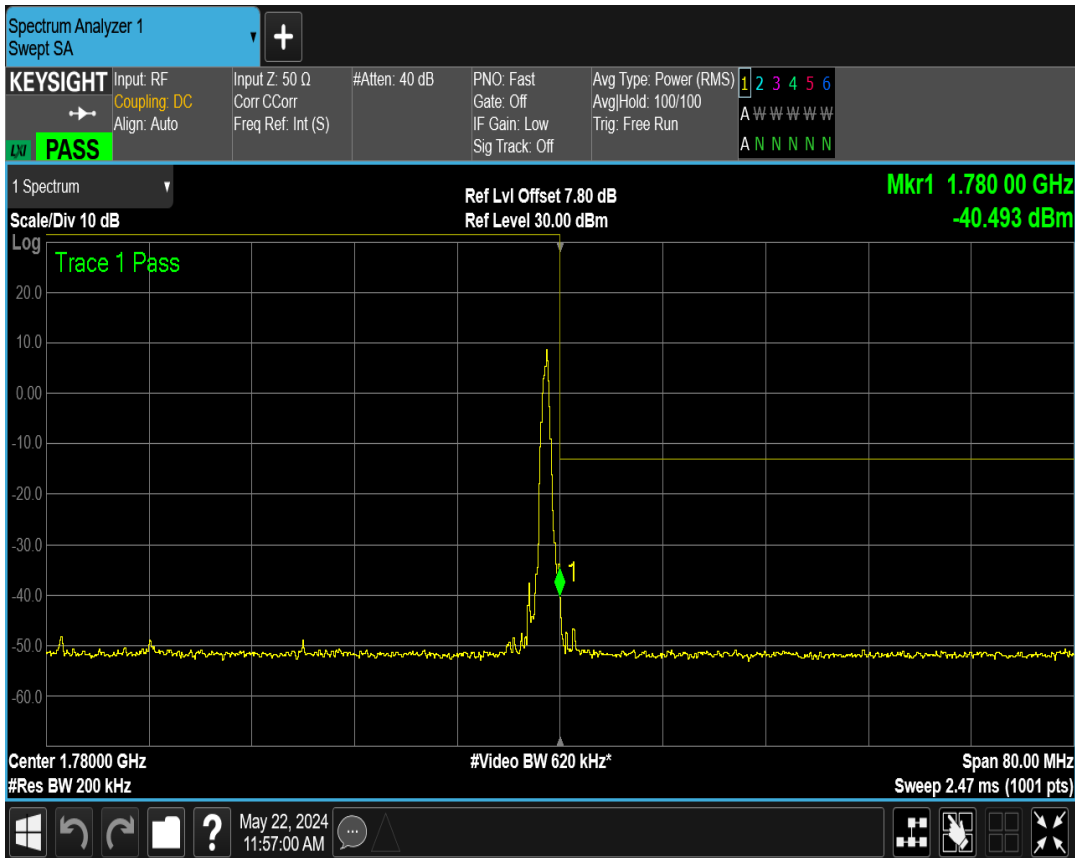 Spectrum Analyzer 1
Swept SA
KEYSIGHT
LXI PASS
Input: RF
Coupling: DC
Align: Auto
Input Z: 50 Ω
Corr CCorr
Freq Ref: Int (S)
#Atten: 40 dB
PNO: Fast
Gate: Off
IF Gain: Low
Sig Track: Off
Avg Type: Power (RMS)
Avg|Hold: 100/100
Trig: Free Run
1 2 3 4 5 6
A W W W W W
A N N N N N
1 Spectrum
Scale/Div 10 dB
Ref Lvl Offset 7.80 dB
Ref Level 30.00 dBm
Mkr1 1.780 00 GHz
-40.493 dBm
Log
Trace 1 Pass
20.0
10.0
0.00
-10.0
-20.0
-30.0
1
-40.0
-50.0
-60.0
Center 1.78000 GHz
#Video BW 620 kHz*
Span 80.00 MHz
#Res BW 200 kHz
Sweep 2.47 ms (1001 pts)
?
May 22, 2024
11:57:00 AM